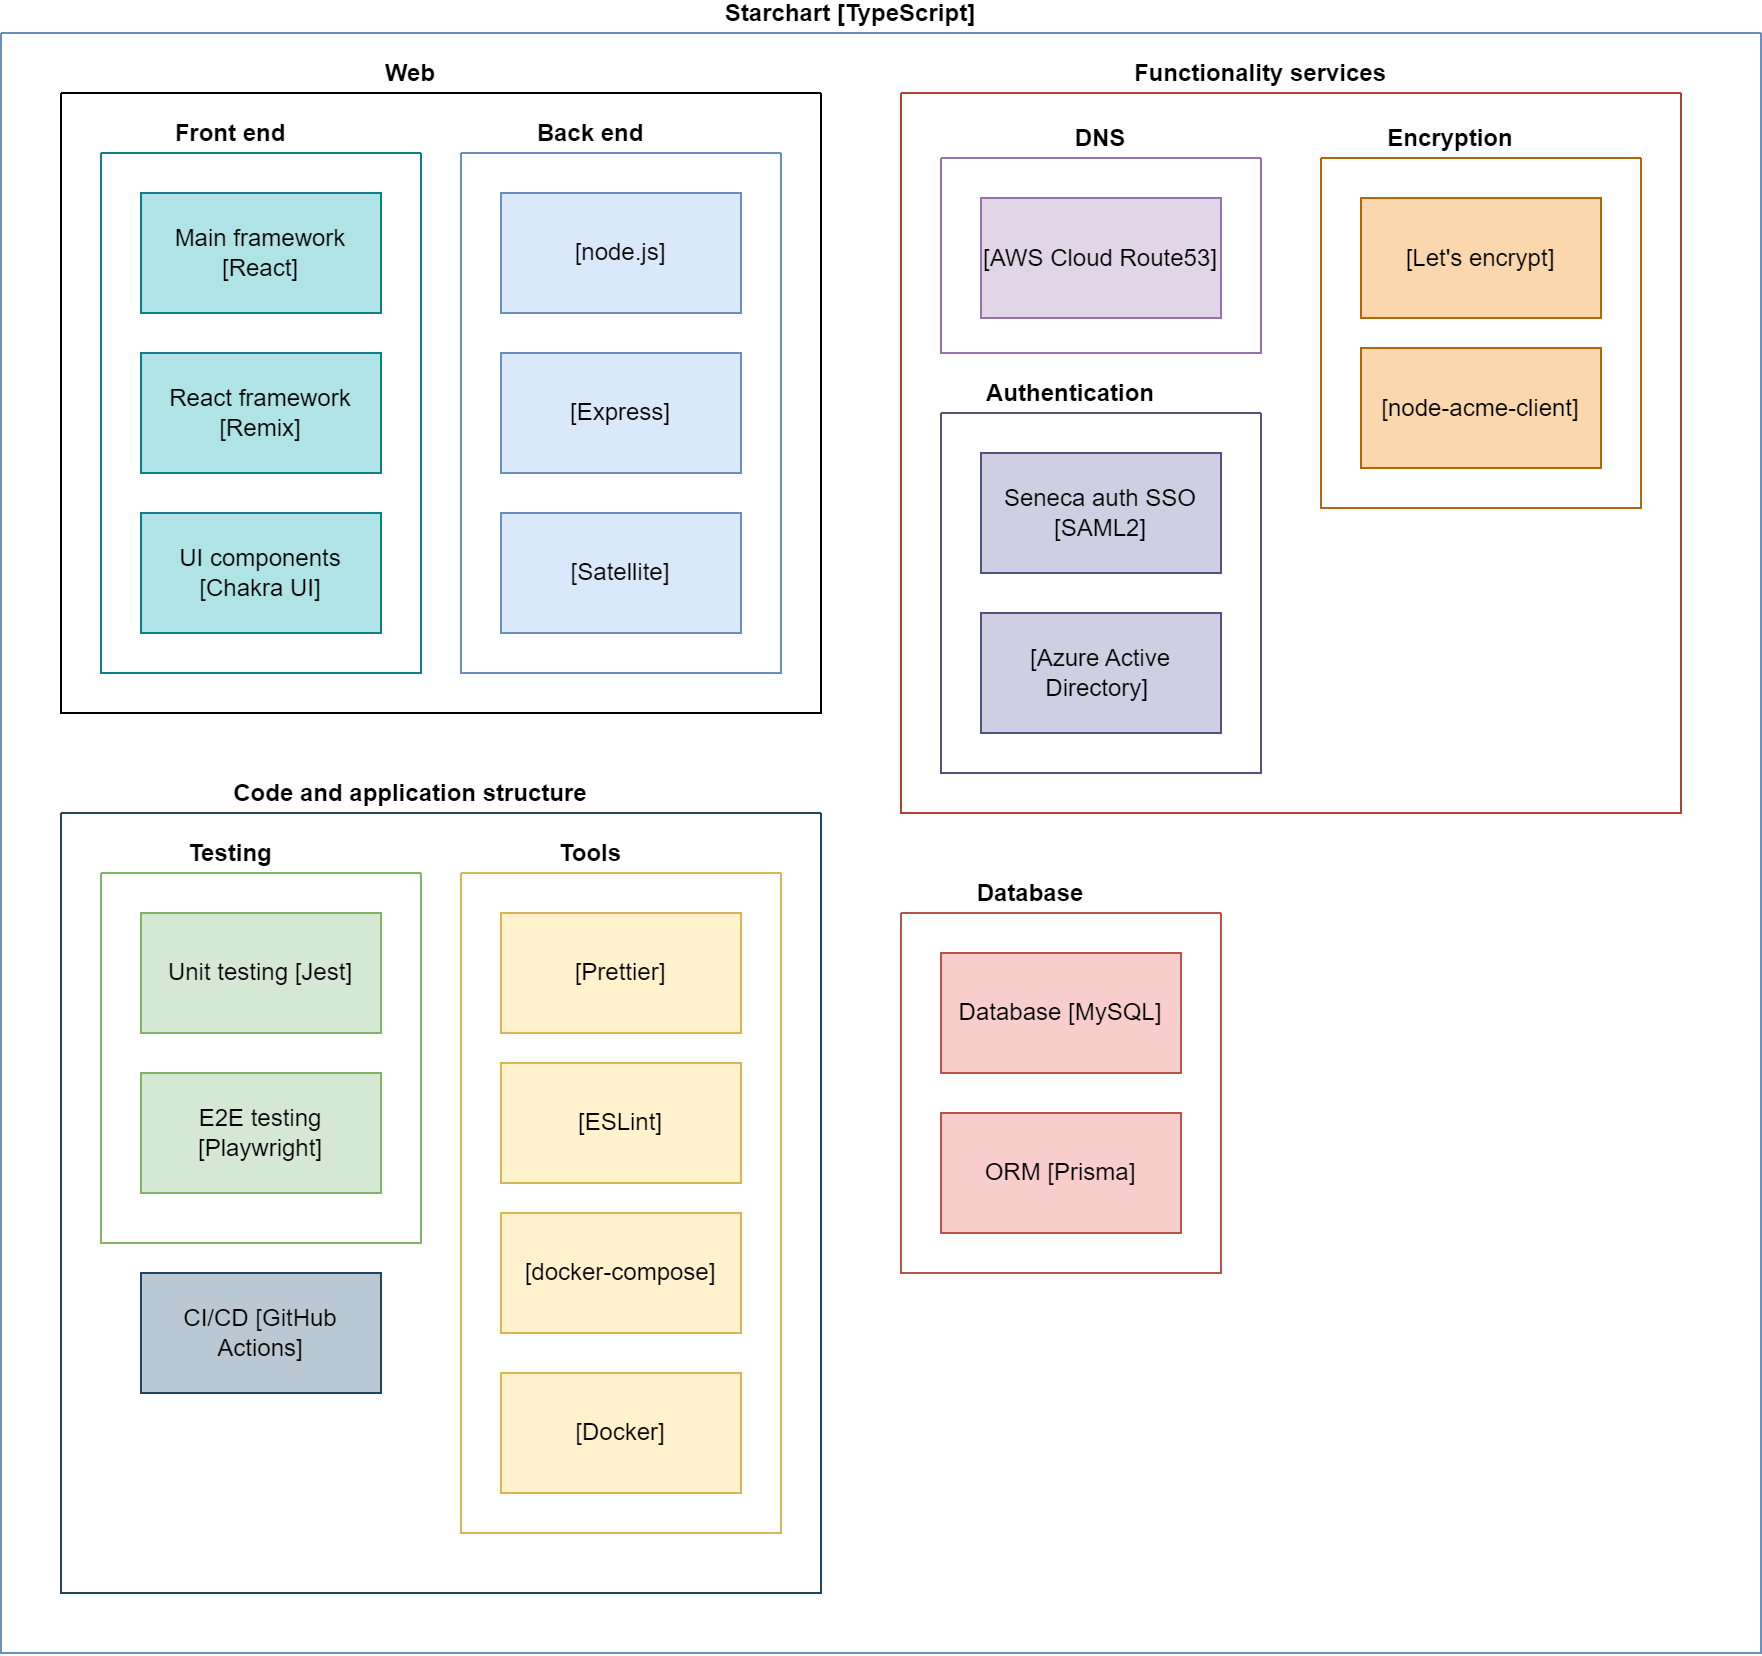 Starchart [TypeScript]
Web
Front end
Main framework
[React]
React framework
[Remix]
UI components
[Chakra UI]
Back end
[node.js]
[Express]
[Satellite]
Functionality services
DNS
[AWS Cloud Route53]
Authentication
Seneca auth SSO
[SAML2]
[Azure Active
Directory]
Encryption
[Let's encrypt]
[node-acme-client]
Code and application structure
Testing
Unit testing [Jest]
E2E testing
[Playwright]
CI/CD [GitHub
Actions]
Tools
[Prettier]
[ESLint]
[docker-compose]
[Docker]
Database
Database [MySQL]
ORM [Prisma]